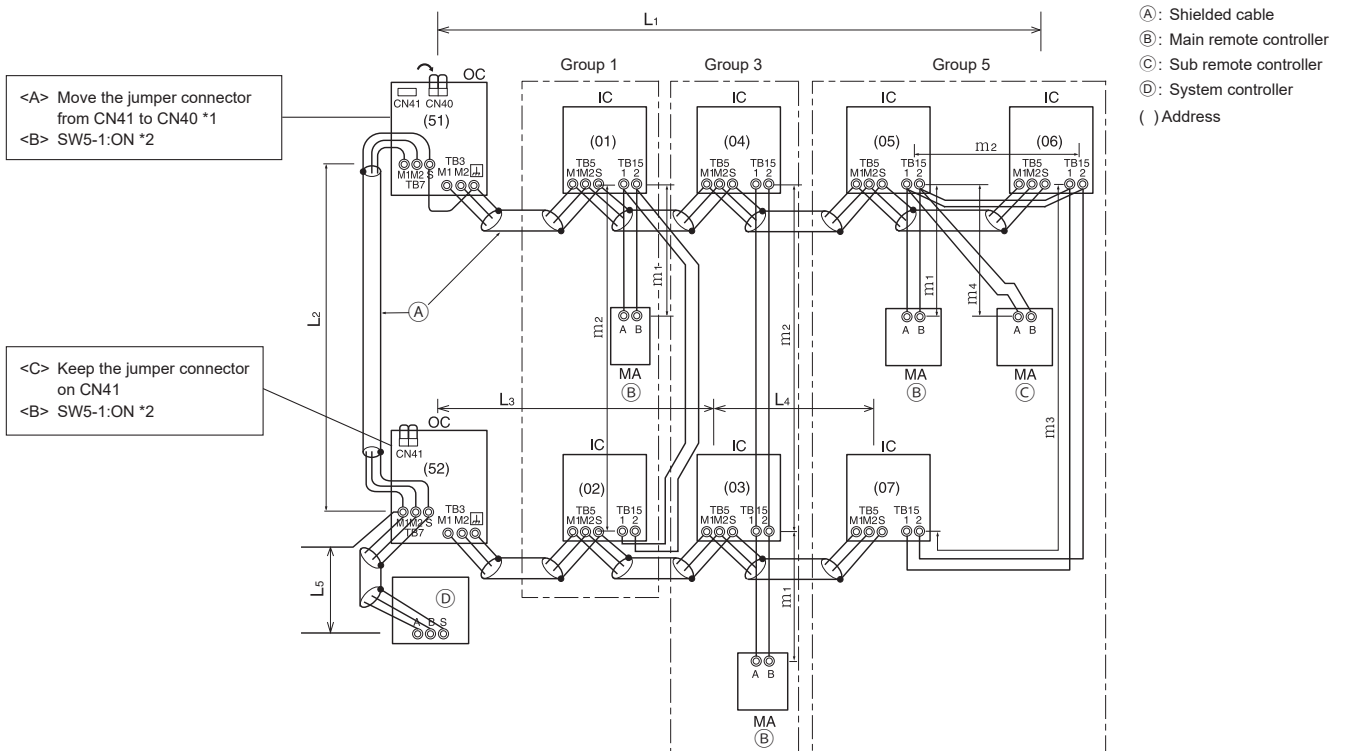 L1
Ⓐ: Shielded cable
Ⓑ: Main remote controller
Ⓒ: Sub remote controller
Ⓓ: System controller
( ) Address
<A> Move the jumper connector
from CN41 to CN40 *1
<B> SW5-1:ON *2
OC
CN41 CN40
(51)
TB3
M1 M2
M1M2 S
TB7
Group 1
Group 3
Group 5
IC
(01)
TB5
M1M2S
TB15
1 2
IC
(04)
TB5
M1M2S
TB15
1 2
IC
(05)
TB5
M1M2S
TB15
1 2
IC
(06)
TB5
M1M2S
TB15
1 2
m2
L2
Ⓐ
m2
m1
A B
MA
Ⓑ
m2
m1
m4
A B
MA
Ⓑ
A B
MA
Ⓒ
m3
<C> Keep the jumper connector
on CN41
<B> SW5-1:ON *2
L3
L4
OC
CN41
(52)
TB3
M1 M2
M1M2 S
TB7
IC
(02)
TB5
M1M2S
TB15
1 2
IC
(03)
TB5
M1M2S
TB15
1 2
IC
(07)
TB5
M1M2S
TB15
1 2
L5
Ⓓ
A B S
m1
A B
MA
Ⓑ